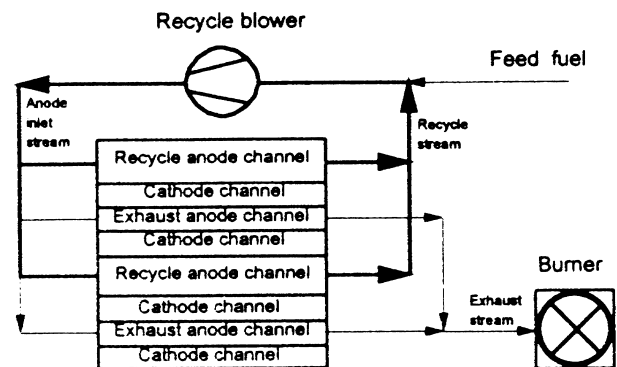 Recycle blower
Feed fuel
Anode
inlet
stream
Recycle
stream
Recycle anode channel
Cathode channel
Exhaust anode channel
Cathode channel
Recycle anode channel
Cathode channel
Exhaust anode channel
Cathode channel
Burner
Exhaust
stream